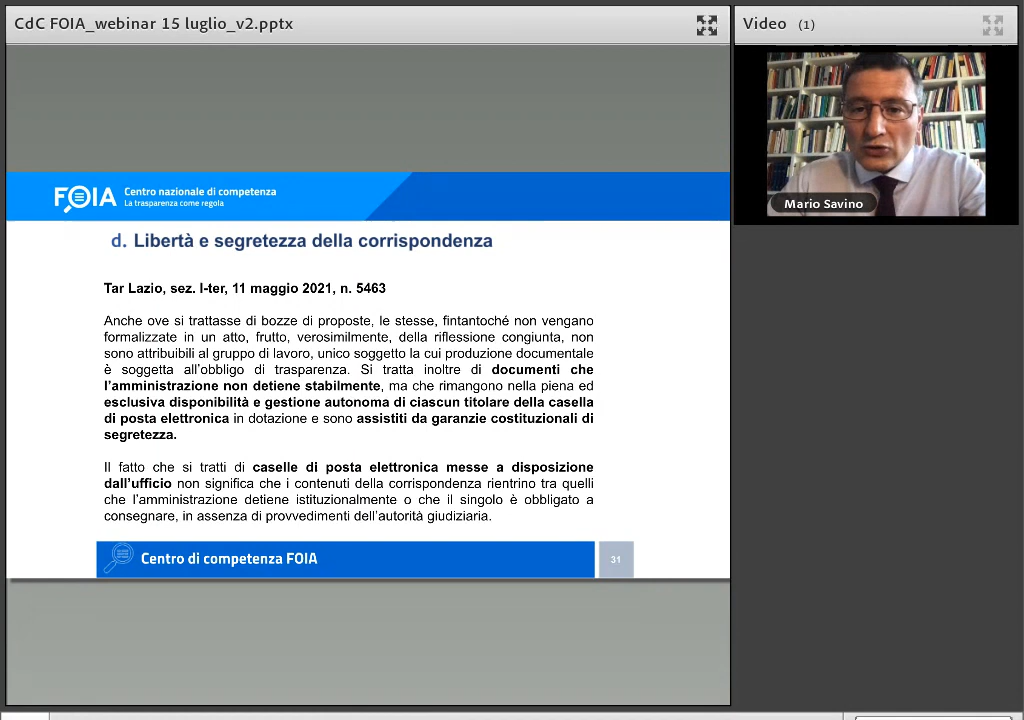 CdC FOIA_webinar 15 luglio_v2.pptx
Video (1)
Mario Savino
FOIA Centro nazionale di competenza
La trasparenza come regola
d. Libertà e segretezza della corrispondenza
Tar Lazio, sez. I-ter, 11 maggio 2021, n. 5463
Anche ove si trattasse di bozze di proposte, le stesse, fintantoché non vengano
formalizzate in un atto, frutto, verosimilmente, della riflessione congiunta, non
sono attribuibili al gruppo di lavoro, unico soggetto la cui produzione documentale
è soggetta all’obbligo di trasparenza. Si tratta inoltre di documenti che
l’amministrazione non detiene stabilmente, ma che rimangono nella piena ed
esclusiva disponibilità e gestione autonoma di ciascun titolare della casella
di posta elettronica in dotazione e sono assistiti da garanzie costituzionali di
segretezza.
Il fatto che si tratti di caselle di posta elettronica messe a disposizione
dall’ufficio non significa che i contenuti della corrispondenza rientrino tra quelli
che l’amministrazione detiene istituzionalmente o che il singolo è obbligato a
consegnare, in assenza di provvedimenti dell’autorità giudiziaria.
Centro di competenza FOIA
31